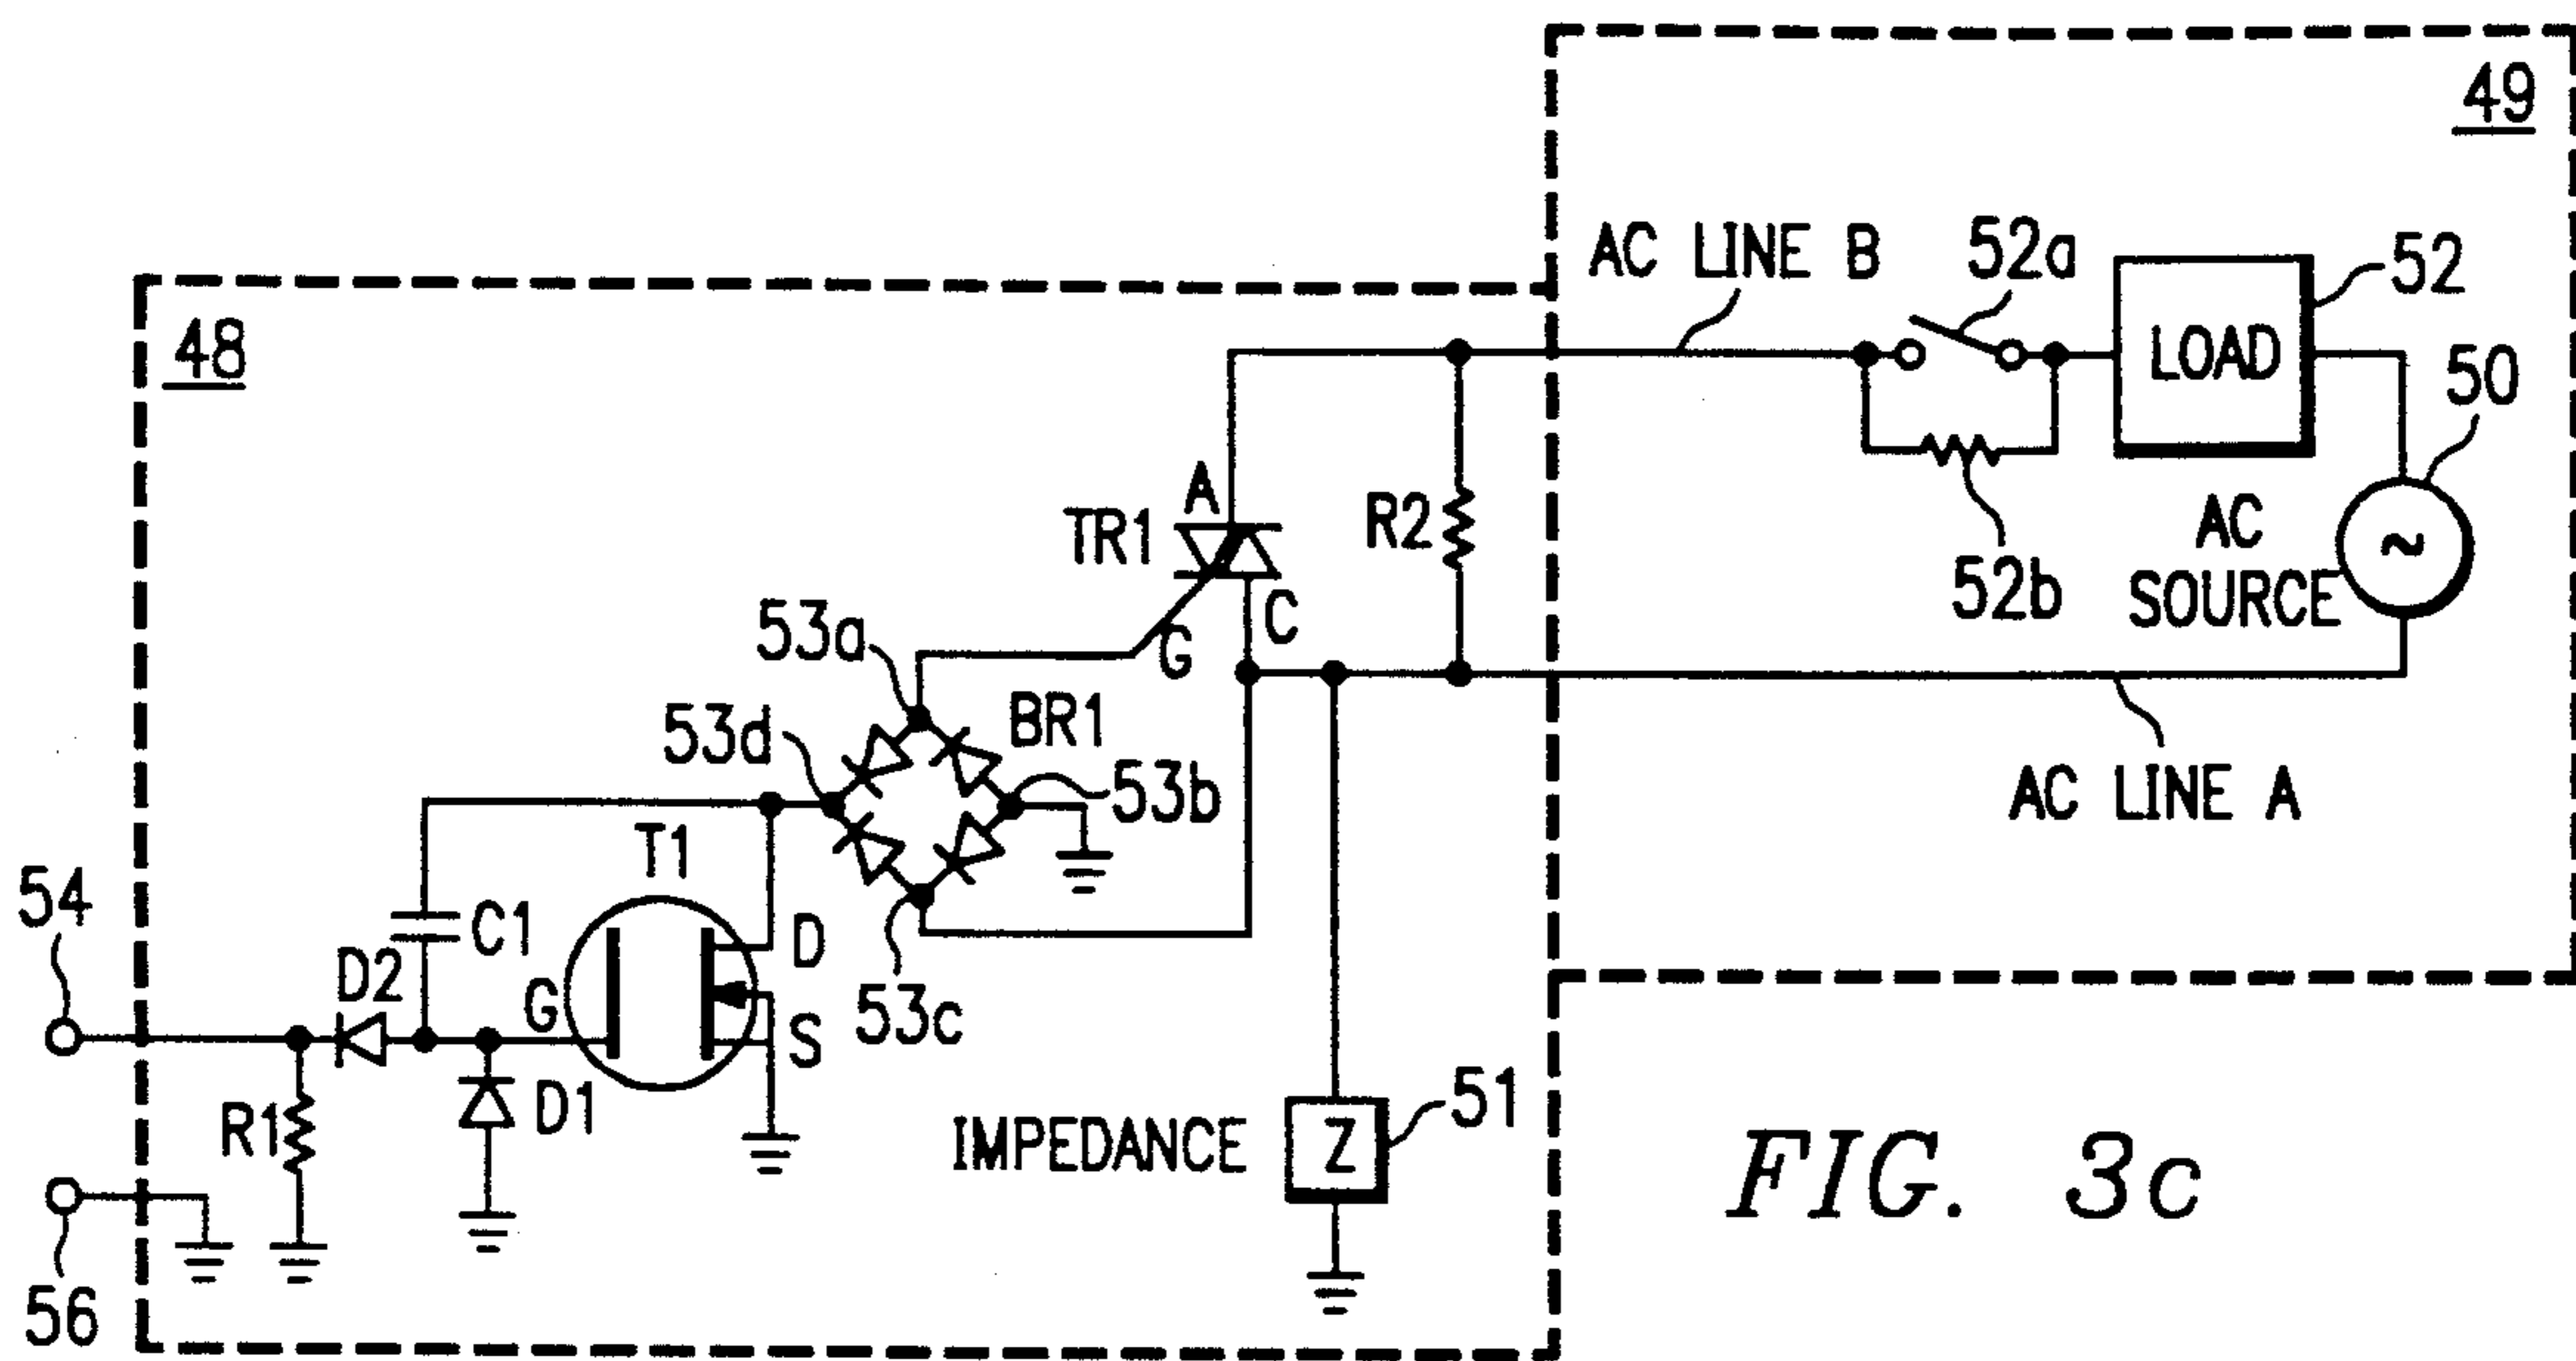 49
AC LINE B
52a
52
LOAD
50
48
A
TR1
R2
52b
AC
SOURCE
~
C
G
53a
BR1
53d
53b
AC LINE A
T1
54
C1
D
D2
G
53c
S
R1
D1
IMPEDANCE
Z
51
56
FIG. 3c